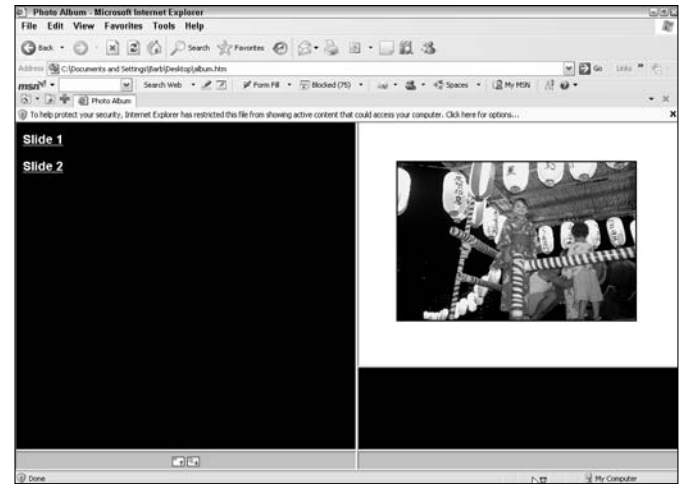 Photo Album - Microsoft Internet Explorer
File Edit View Favorites Tools Help
Back Search Favorites
Address C:\Documents and Settings\Barb\Desktop\album.htm Go Links »
msn Search Web Form Fill Blocked (75) Spaces My MSN
Photo Album
To help protect your security, Internet Explorer has restricted this file from showing active content that could access your computer. Click here for options... X
Slide 1
Slide 2
Done My Computer